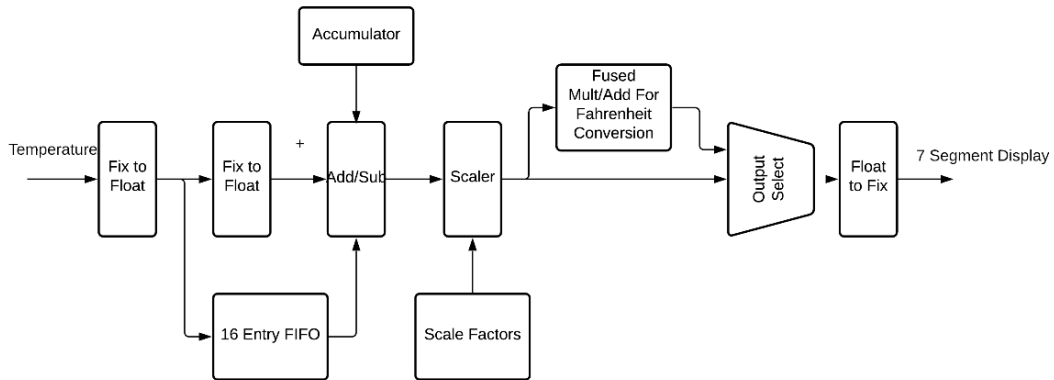 Accumulator
Fused
Mult/Add For
Fahrenheit
Conversion
Temperature
Fix to
Float
Fix to
Float
+
Add/Sub
Scaler
Output
Select
Float
to Fix
7 Segment Display
16 Entry FIFO
Scale Factors